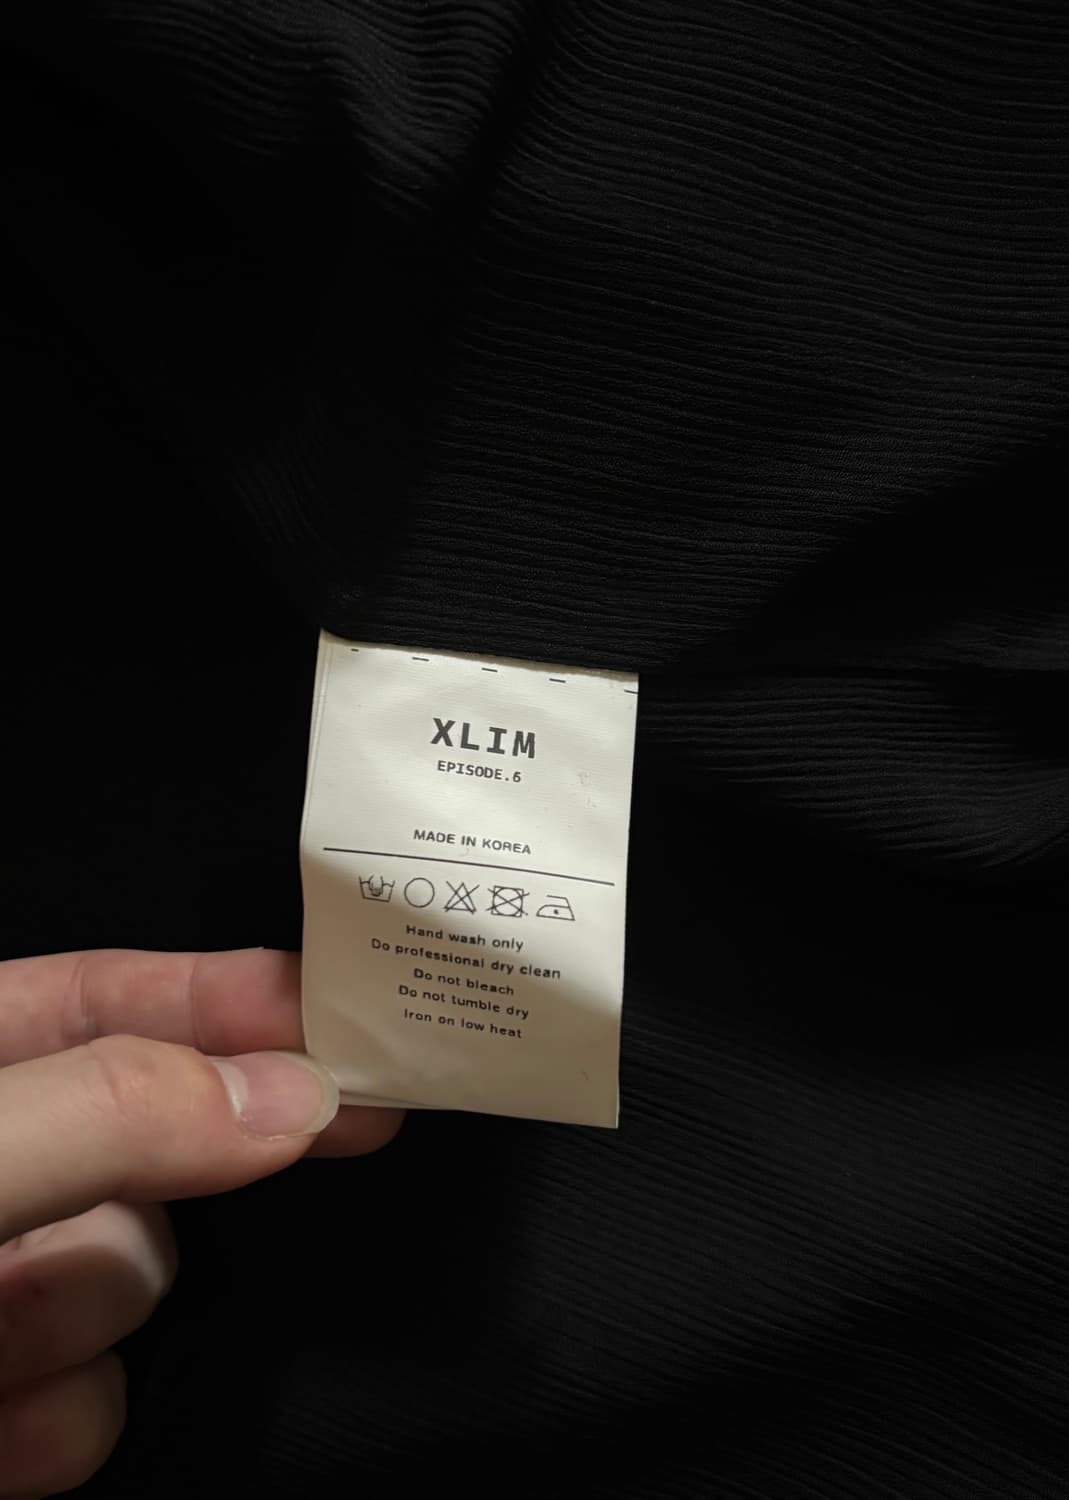 XLIM
EPISODE.6
MADE IN KOREA
Hand wash only
Do professional dry clean
Do not bleach
Do not tumble dry
Iron on low heat